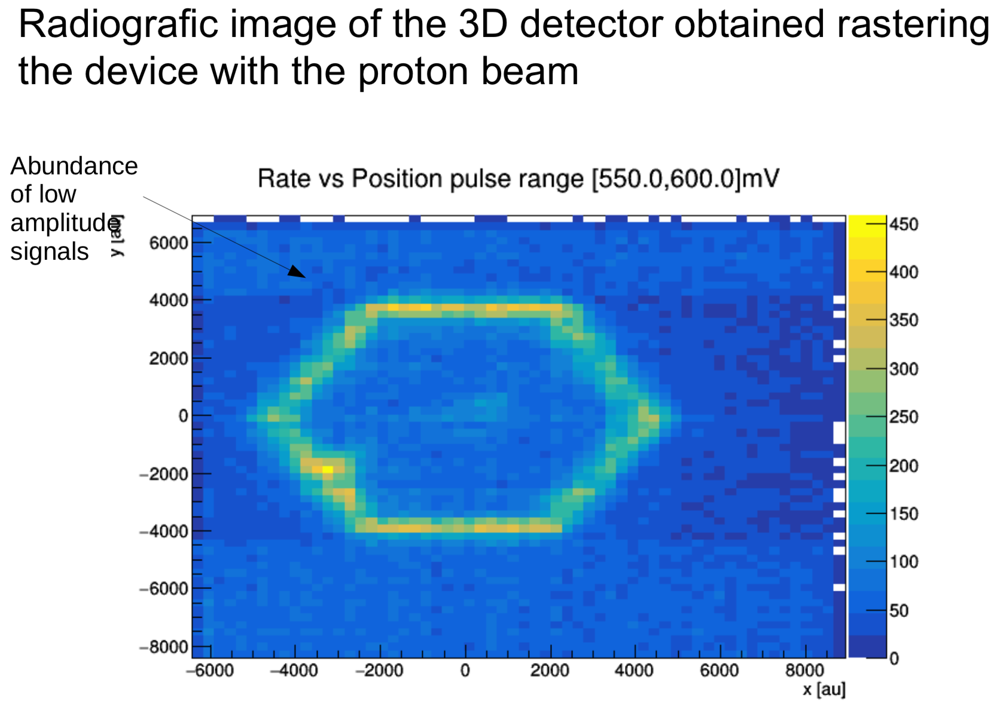 Radiografic image of the 3D detector obtained rastering
the device with the proton beam
Abundance
of low
amplitude
signals
Rate vs Position pulse range [550.0,600.0]mV
y [au]
6000
4000
2000
0
−2000
−4000
−6000
−8000
−6000 −4000 −2000 0 2000 4000 6000 8000
x [au]
450
400
350
300
250
200
150
100
50
0